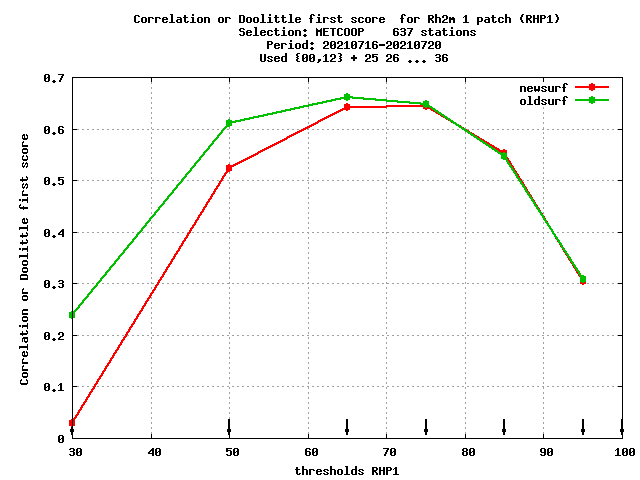 Correlation or Doolittle first score  for Rh2m 1 patch (RHP1)
Selection: METCOOP    637 stations
Period: 20210716-20210720
Used {00,12} + 25 26 ... 36
newsurf
oldsurf
Correlation or Doolittle first score
0.7
0.6
0.5
0.4
0.3
0.2
0.1
0
30 40 50 60 70 80 90 100
thresholds RHP1